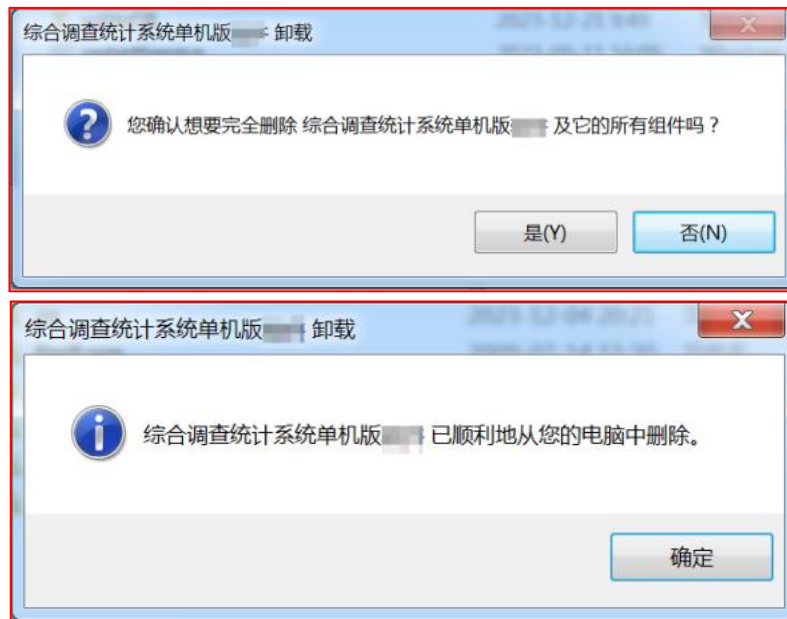 综合调查统计系统单机版 卸载
您确认想要完全删除 综合调查统计系统单机版 及它的所有组件吗？
是(Y) 否(N)
综合调查统计系统单机版 卸载
综合调查统计系统单机版 已顺利地从您的电脑中删除。
确定